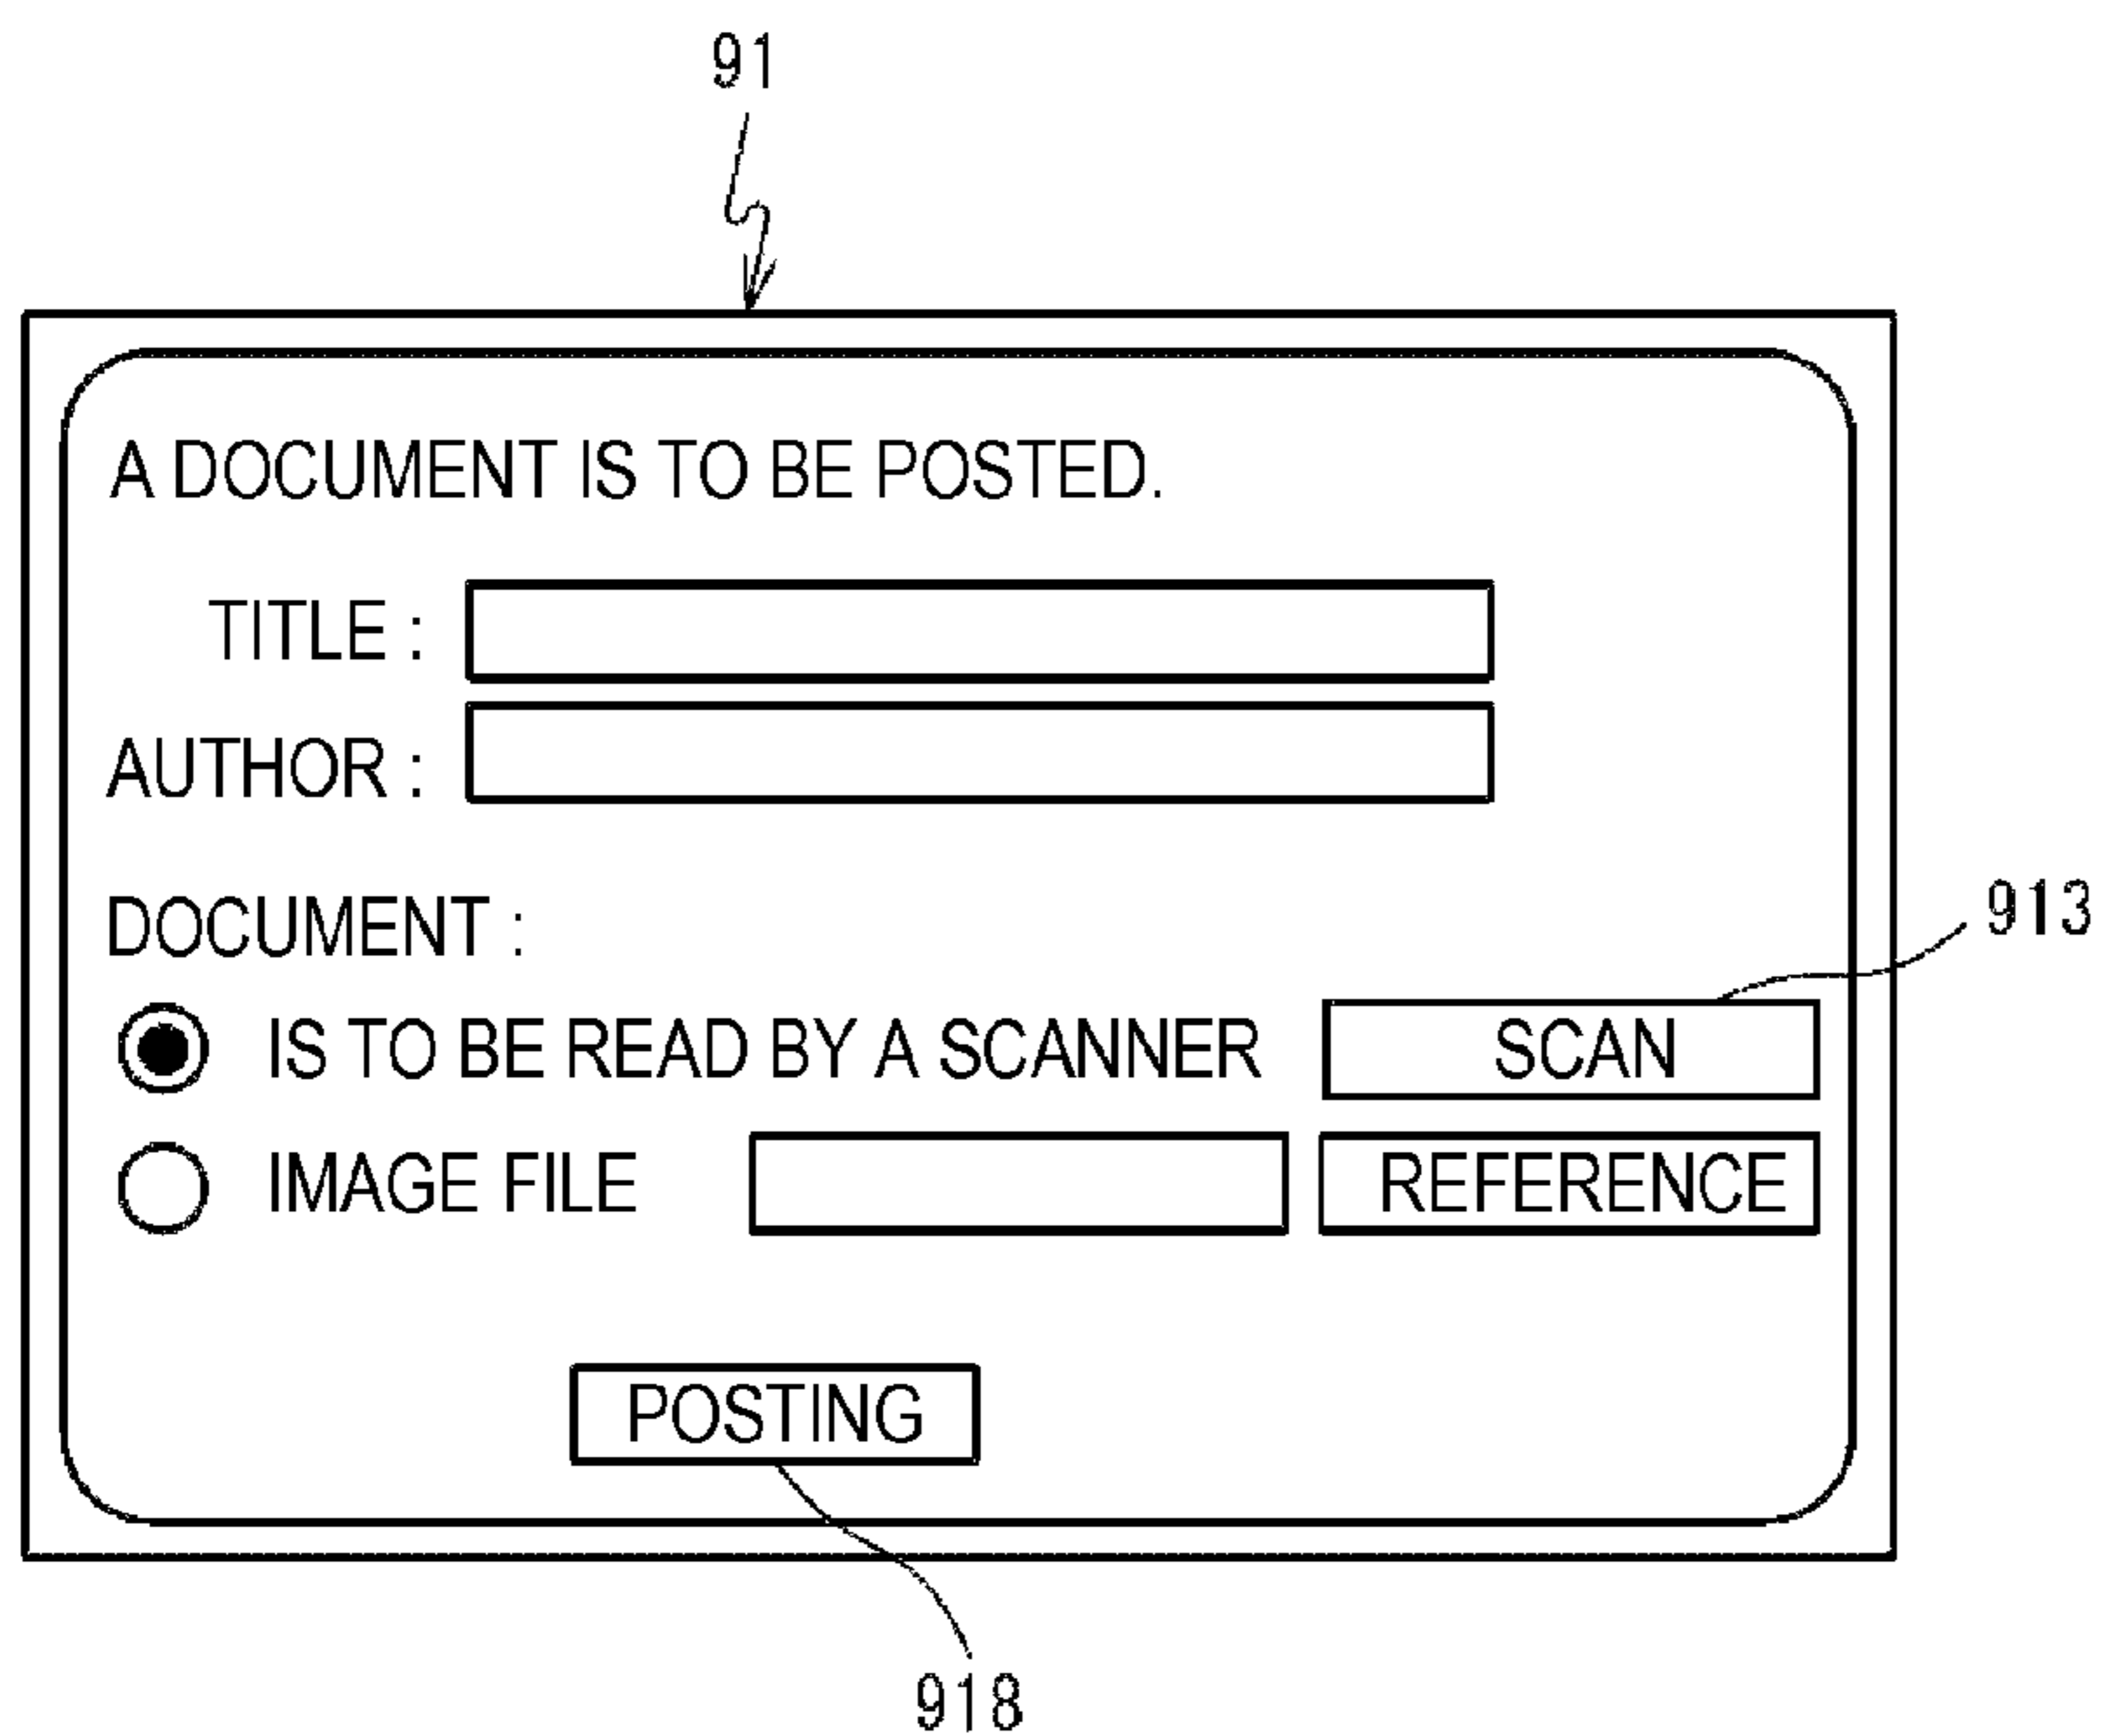 91
A DOCUMENT IS TO BE POSTED.
TITLE :
AUTHOR :
DOCUMENT :
913
IS TO BE READ BY A SCANNER SCAN
IMAGE FILE REFERENCE
POSTING
918